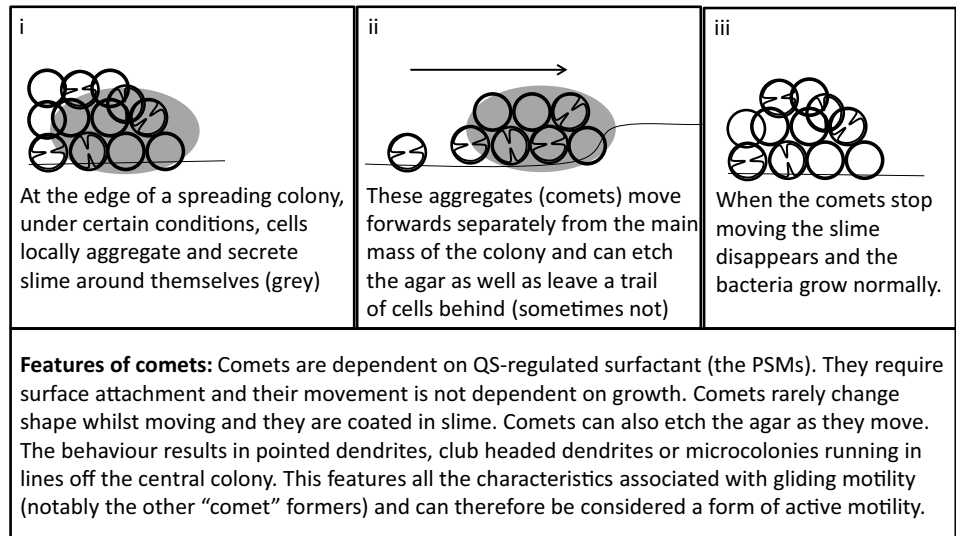 i
At the edge of a spreading colony,
under certain conditions, cells
locally aggregate and secrete
slime around themselves (grey)
ii
These aggregates (comets) move
forwards separately from the main
mass of the colony and can etch
the agar as well as leave a trail
of cells behind (sometimes not)
iii
When the comets stop
moving the slime
disappears and the
bacteria grow normally.
Features of comets: Comets are dependent on QS-regulated surfactant (the PSMs). They require
surface attachment and their movement is not dependent on growth. Comets rarely change
shape whilst moving and they are coated in slime. Comets can also etch the agar as they move.
The behaviour results in pointed dendrites, club headed dendrites or microcolonies running in
lines off the central colony. This features all the characteristics associated with gliding motility
(notably the other “comet” formers) and can therefore be considered a form of active motility.